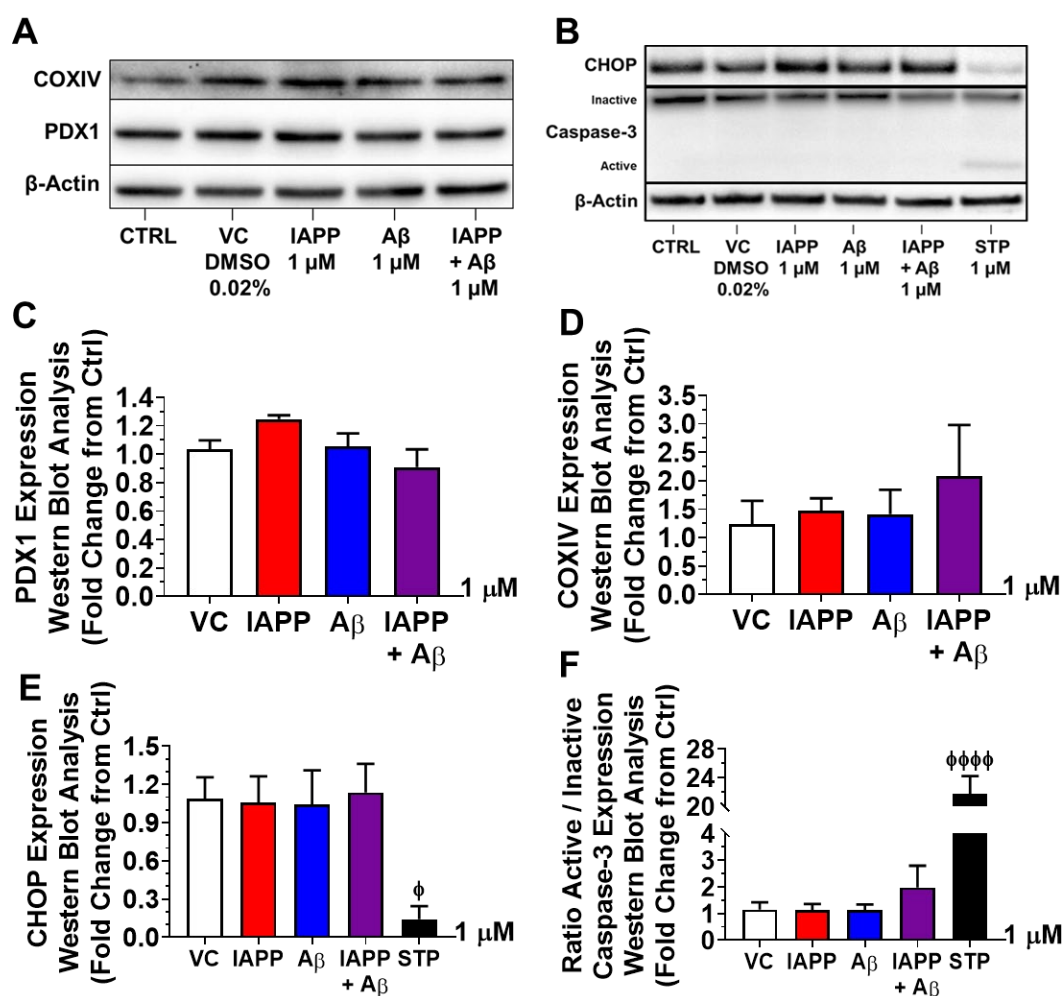 A
COXIV
PDX1
β-Actin
CTRL
VC
DMSO
0.02%
IAPP
1 µM
Aβ
1 µM
IAPP
+ Aβ
1 µM
B
CHOP
Inactive
Caspase-3
Active
β-Actin
CTRL
VC
DMSO
0.02%
IAPP
1 µM
Aβ
1 µM
IAPP
+ Aβ
1 µM
STP
1 µM
C
PDX1 Expression
Western Blot Analysis
(Fold Change from Ctrl)
1.4
1.2
1.0
0.8
0.6
0.4
0.2
0.0
VC
IAPP
Aβ
IAPP
+ Aβ
1 µM
D
COXIV Expression
Western Blot Analysis
(Fold Change from Ctrl)
3.5
3.0
2.5
2.0
1.5
1.0
0.5
0.0
VC
IAPP
Aβ
IAPP
+ Aβ
1 µM
E
CHOP Expression
Western Blot Analysis
(Fold Change from Ctrl)
1.5
1.2
0.9
0.6
0.3
0.0
ϕ
VC
IAPP
Aβ
IAPP
+ Aβ
STP
1 µM
F
Ratio Active / Inactive
Caspase-3 Expression
Western Blot Analysis
(Fold Change from Ctrl)
28
24
20
4
3
2
1
0
ϕϕϕϕ
VC
IAPP
Aβ
IAPP
+ Aβ
STP
1 µM